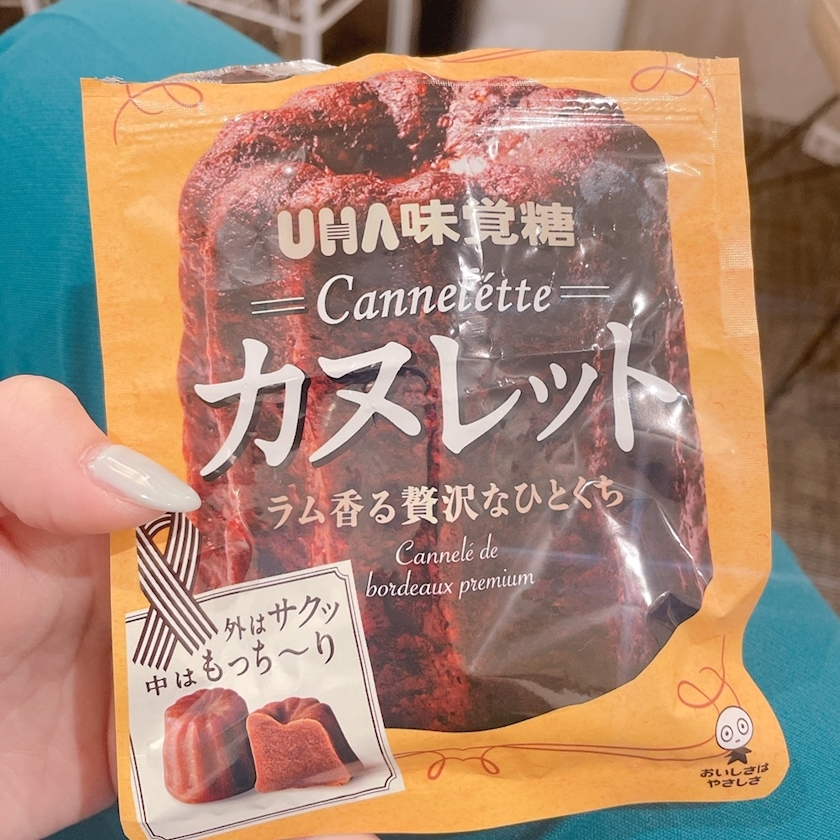 UHA味覚糖
Cannelétte
カヌレット
ラム香る贅沢なひとくち
Cannelé de
bordeaux premium
外はサクッ
中はもっち〜り
おいしさは
やさしさ